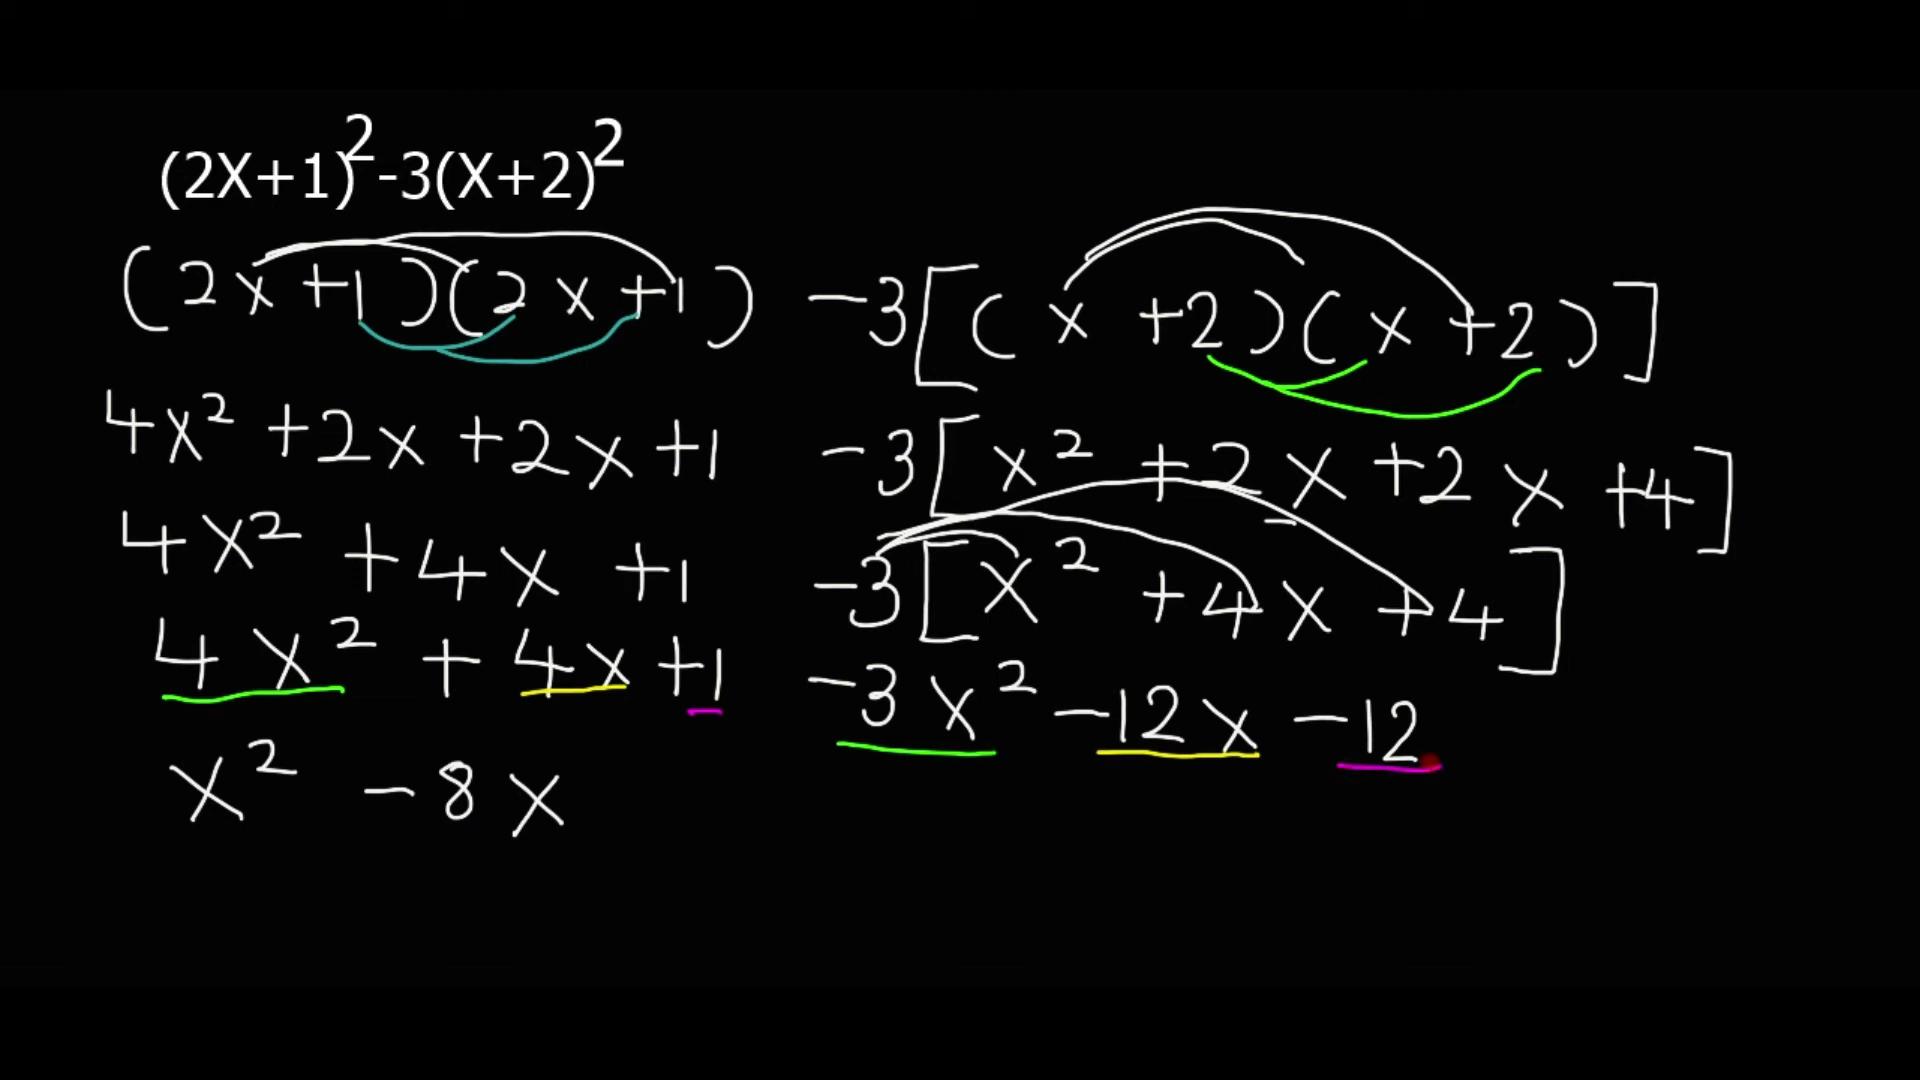 (2X+1)²-3(X+2)²
(2x+1)(2x+1) -3[(x+2)(x+2)]
4x²+2x+2x+1 -3[x²+2x+2x+4]
4x²+4x+1 -3[x²+4x+4]
4x²+4x+1 -3x²-12x-12
x²-8x